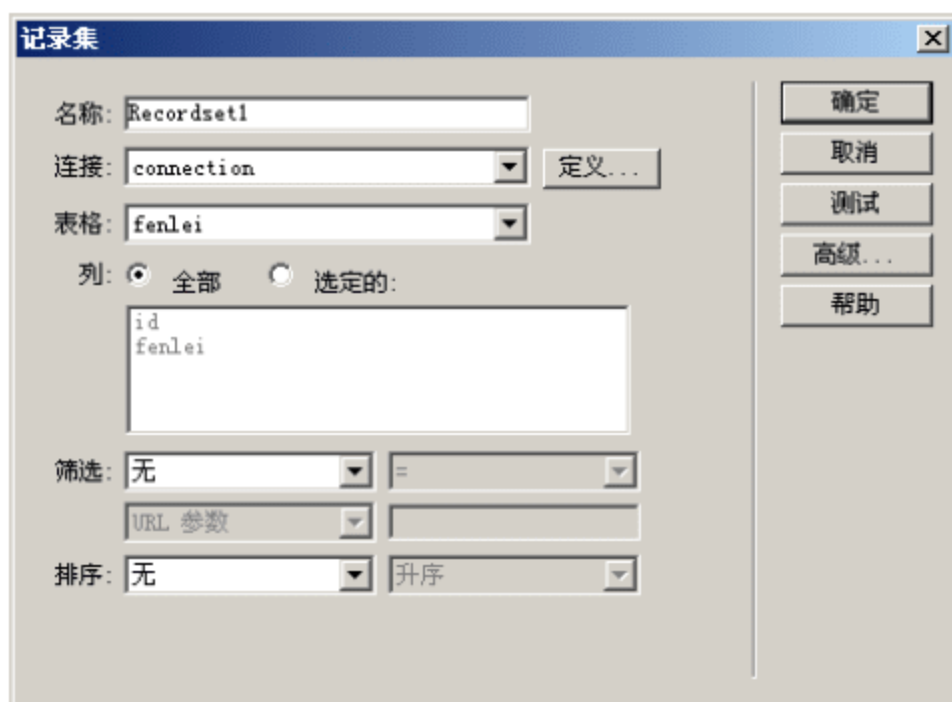 记录集
名称: Recordset1
确定
连接: connection 定义...
取消
表格: fenlei
测试
列: 全部 选定的:
高级...
id
帮助
fenlei
筛选: 无 =
URL 参数
排序: 无 升序